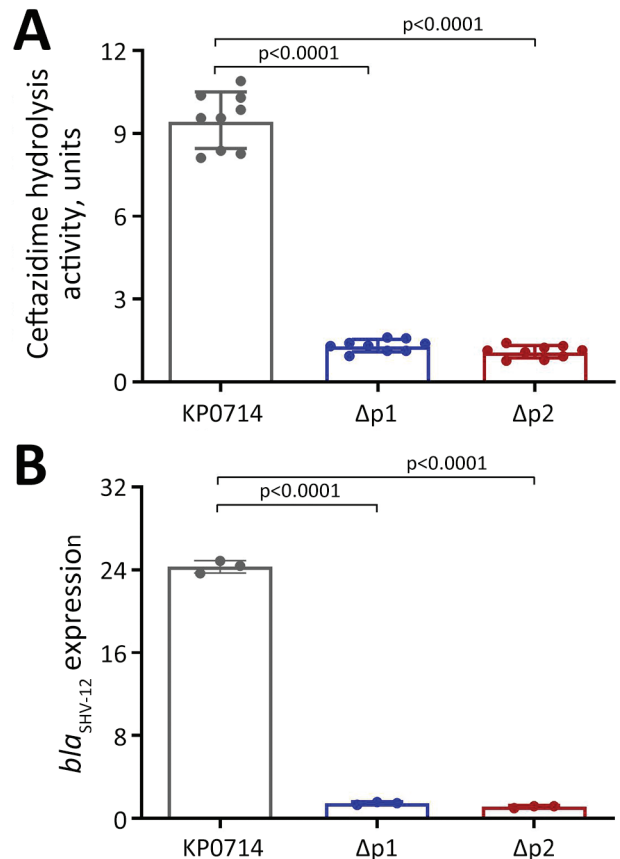 A
p<0.0001
p<0.0001
Ceftazidime hydrolysis
activity, units
12
9
6
3
0
KP0714 Δp1 Δp2
B
p<0.0001
p<0.0001
blaSHV-12 expression
32
24
16
8
0
KP0714 Δp1 Δp2